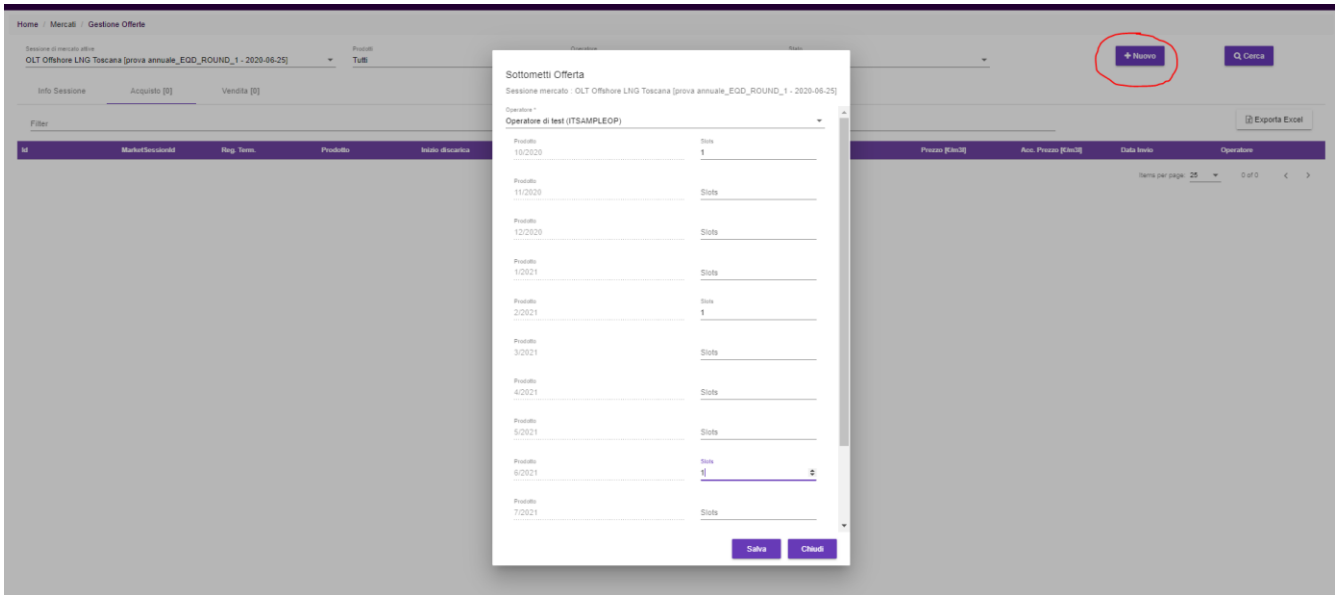 Home / Mercati / Gestione Offerte
Sessione di mercato attive
OLT Offshore LNG Toscana [prova annuale_EQD_ROUND_1 - 2020-06-25]
Prodotti
Tutti
Operatore
Stato
+ Nuovo
Cerca
Info Sessione
Acquisto [0]
Vendita [0]
Filter
Esporta Excel
Id
MarketSessionId
Reg. Term.
Prodotto
Inizio discarica
Prezzo [€/m3l]
Acc. Prezzo [€/m3l]
Data Invio
Operatore
Items per page: 25
0 of 0
Sottometti Offerta
Sessione mercato : OLT Offshore LNG Toscana [prova annuale_EQD_ROUND_1 - 2020-06-25]
Operatore *
Operatore di test (ITSAMPLEOP)
Prodotto Slots
10/2020 1
Prodotto
11/2020 Slots
Prodotto
12/2020 Slots
Prodotto
1/2021 Slots
Prodotto Slots
2/2021 1
Prodotto
3/2021 Slots
Prodotto
4/2021 Slots
Prodotto
5/2021 Slots
Prodotto Slots
6/2021 1
Prodotto
7/2021 Slots
Salva
Chiudi